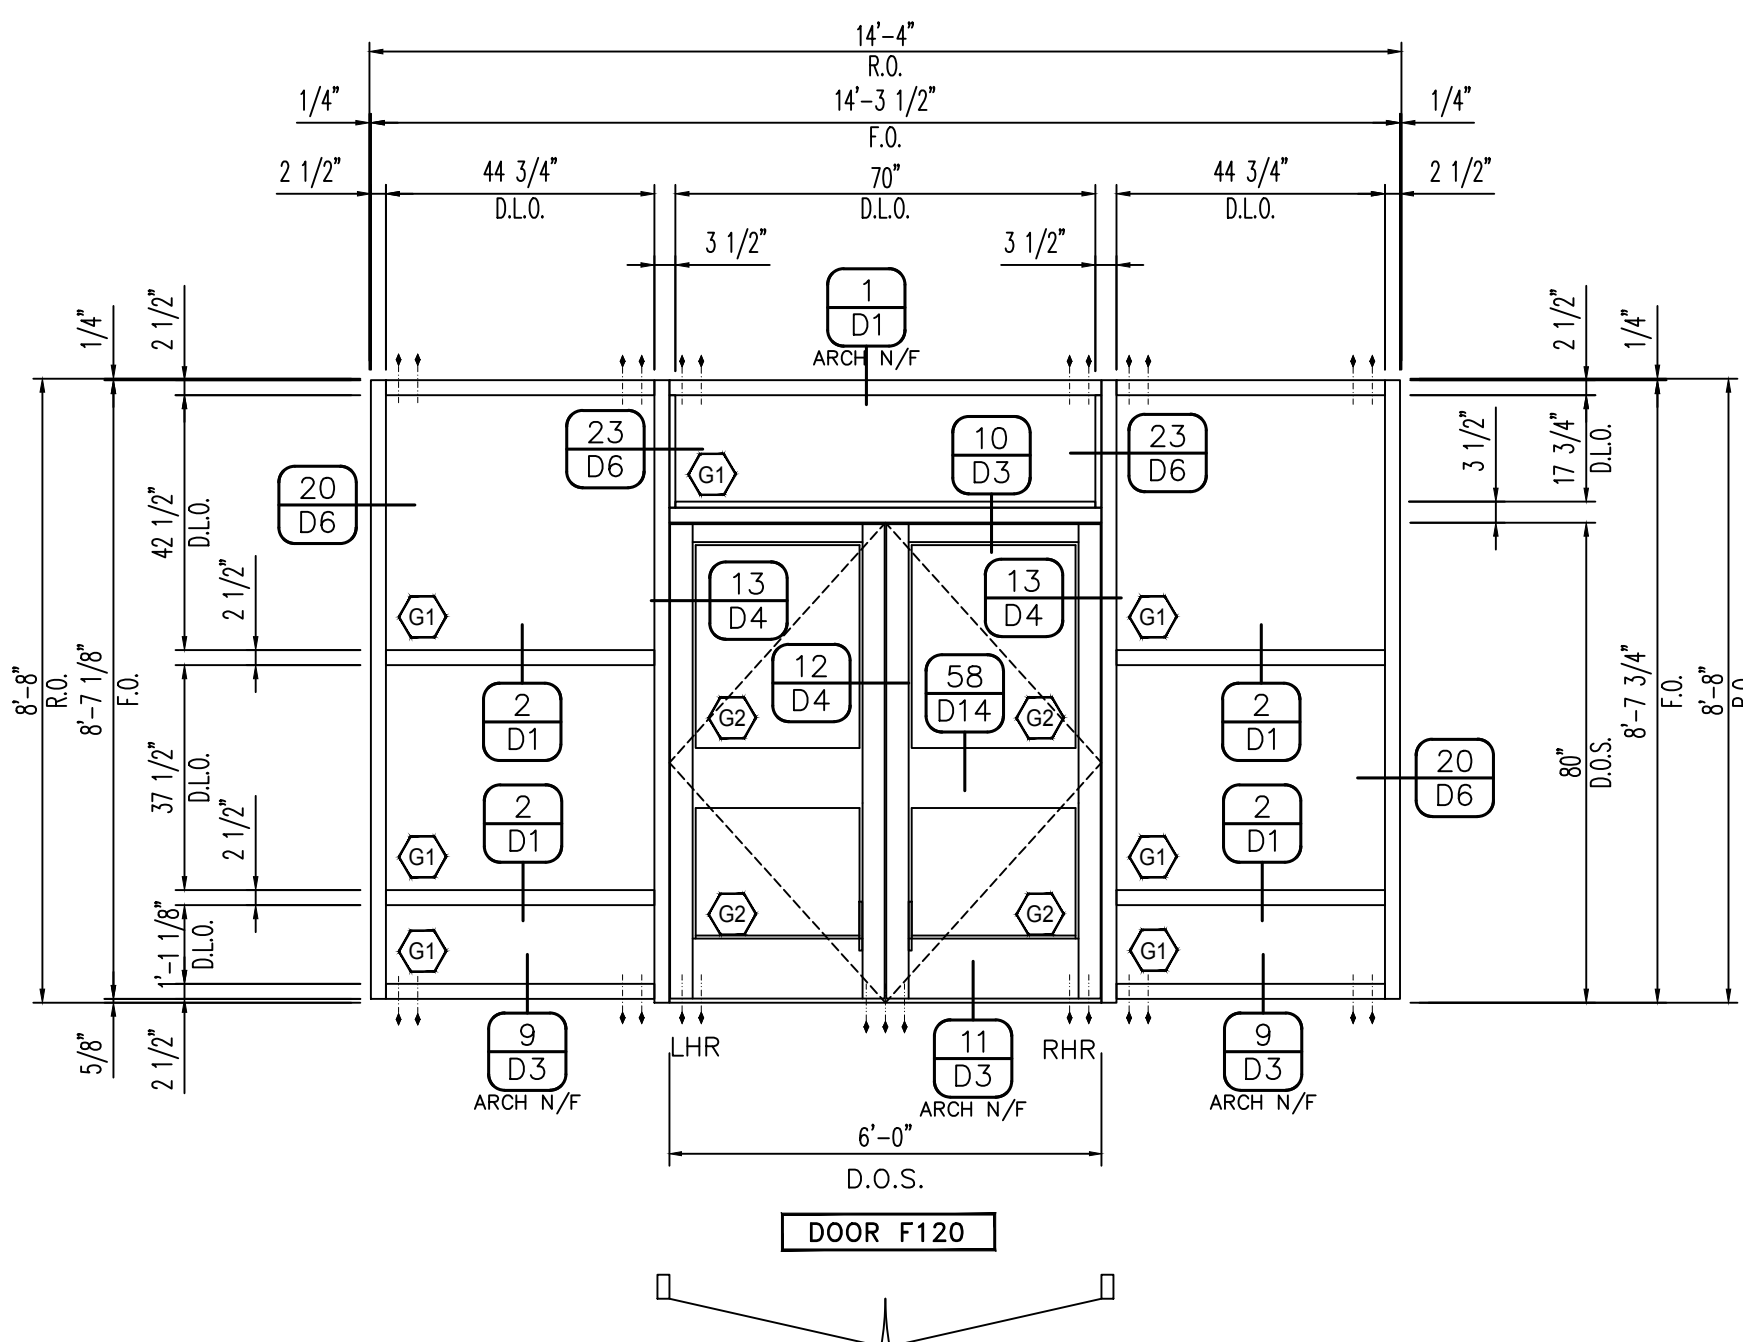 14'-4"
R.O.
1/4"
14'-3 1/2"
1/4"
F.O.
2 1/2"
44 3/4"
70"
44 3/4"
2 1/2"
D.L.O.
D.L.O.
D.L.O.
3 1/2"
3 1/2"
1
D1
ARCH N/F
1/4"
2 1/2"
2 1/2"
1/4"
23
D6
10
D3
23
D6
G1
20
D6
3 1/2"
17 3/4"
D.L.O.
42 1/2"
D.L.O.
2 1/2"
G1
13
D4
13
D4
G1
12
D4
58
D14
G2
G2
2
D1
2
D1
8'-8"
R.O.
8'-7 1/8"
F.O.
37 1/2"
D.L.O.
2 1/2"
80"
D.O.S.
8'-7 3/4"
F.O.
8'-8"
R.O.
20
D6
2
D1
2
D1
G1
G1
1'-1 1/8"
D.L.O.
G1
G2
G2
G1
5/8"
2 1/2"
9
D3
ARCH N/F
LHR
11
D3
ARCH N/F
RHR
9
D3
ARCH N/F
6'-0"
D.O.S.
DOOR F120